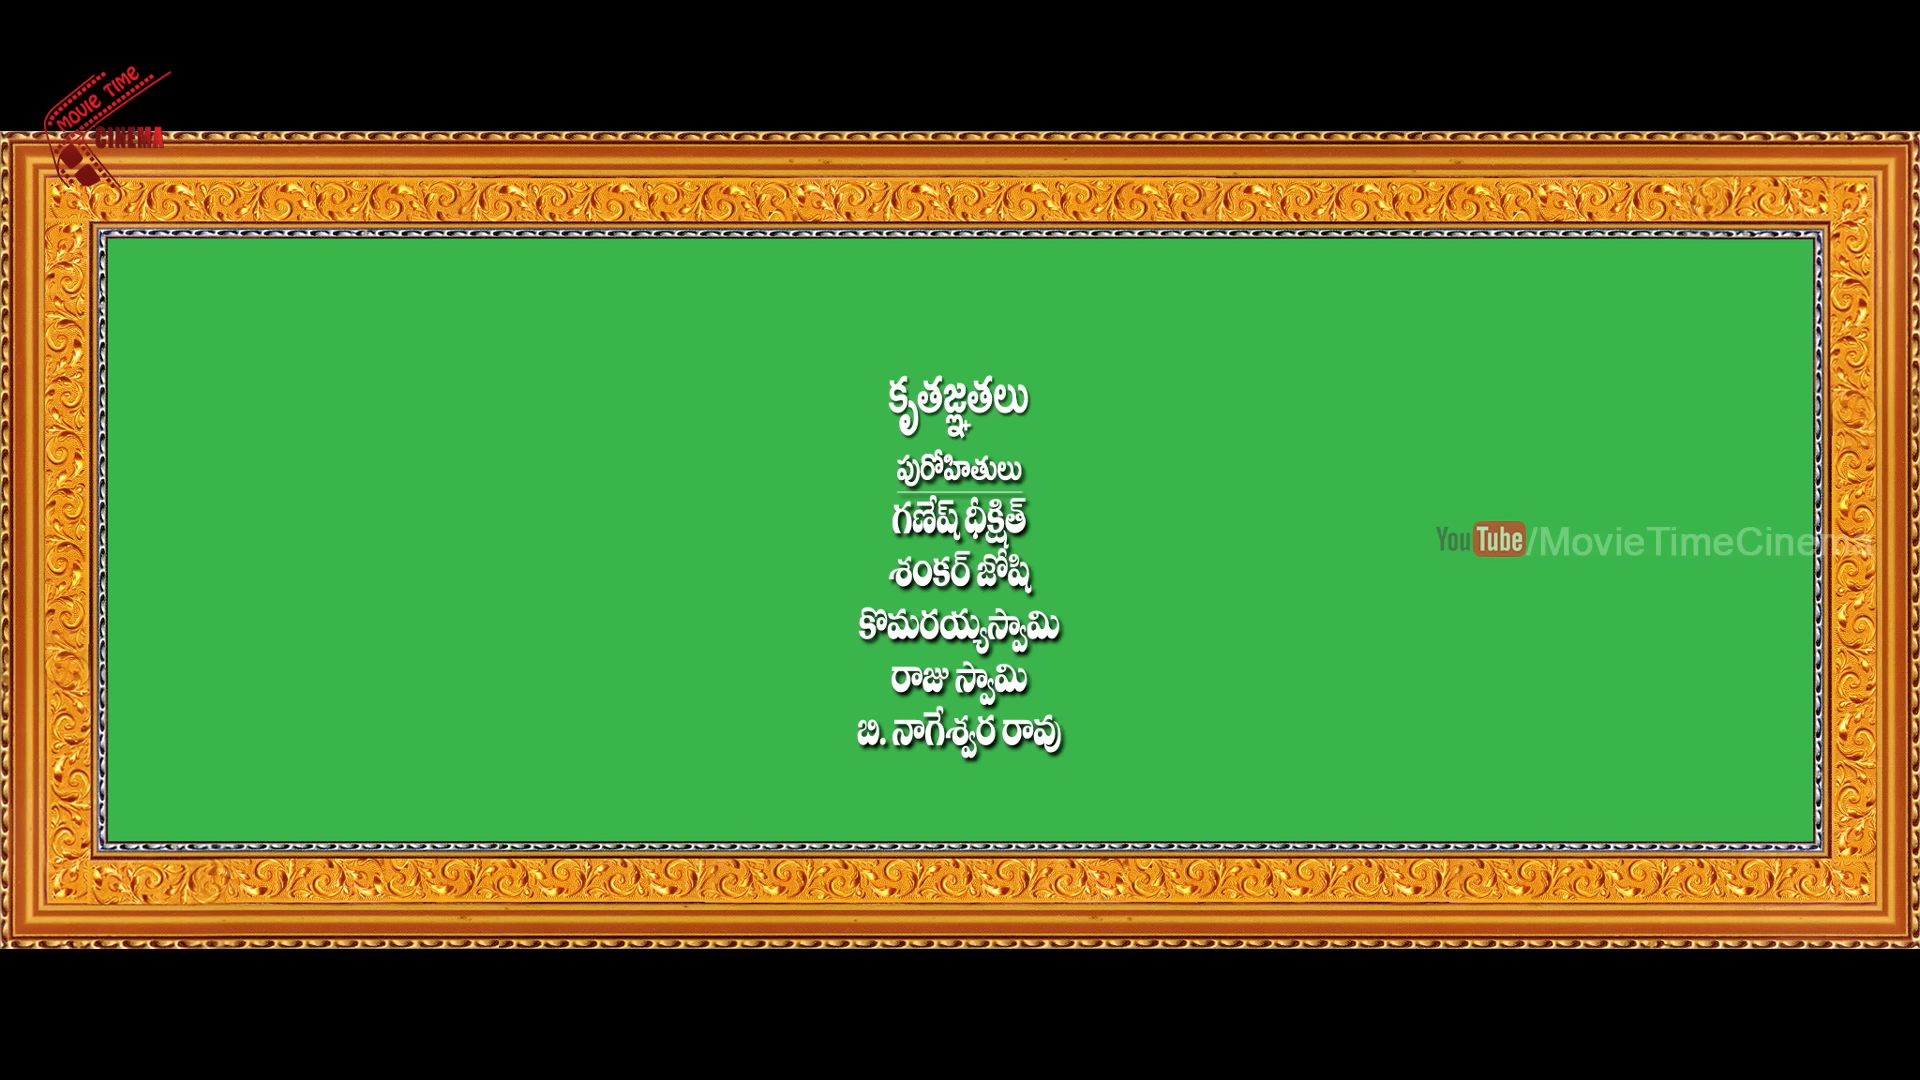 MOVIE TIME
CINEMA
కృతజ్ఞతలు
పురోహితులు
గణేష్ ధీక్షిత్
శంకర్ జోషి
YouTube/MovieTimeCinema
కొమరయ్యస్వామి
రాజు స్వామి
బి. నాగేశ్వర రావు